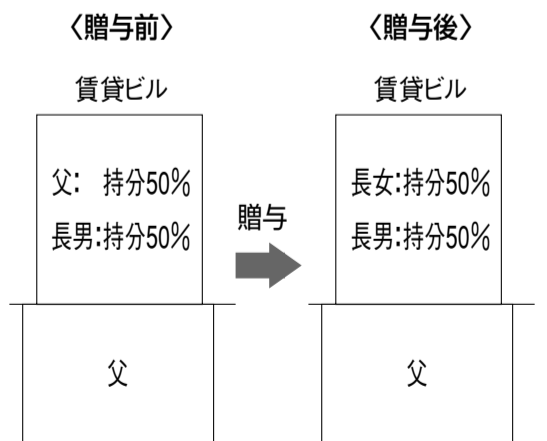 〈贈与前〉
賃貸ビル
父: 持分50%
長男:持分50%
父
贈与
〈贈与後〉
賃貸ビル
長女:持分50%
長男:持分50%
父